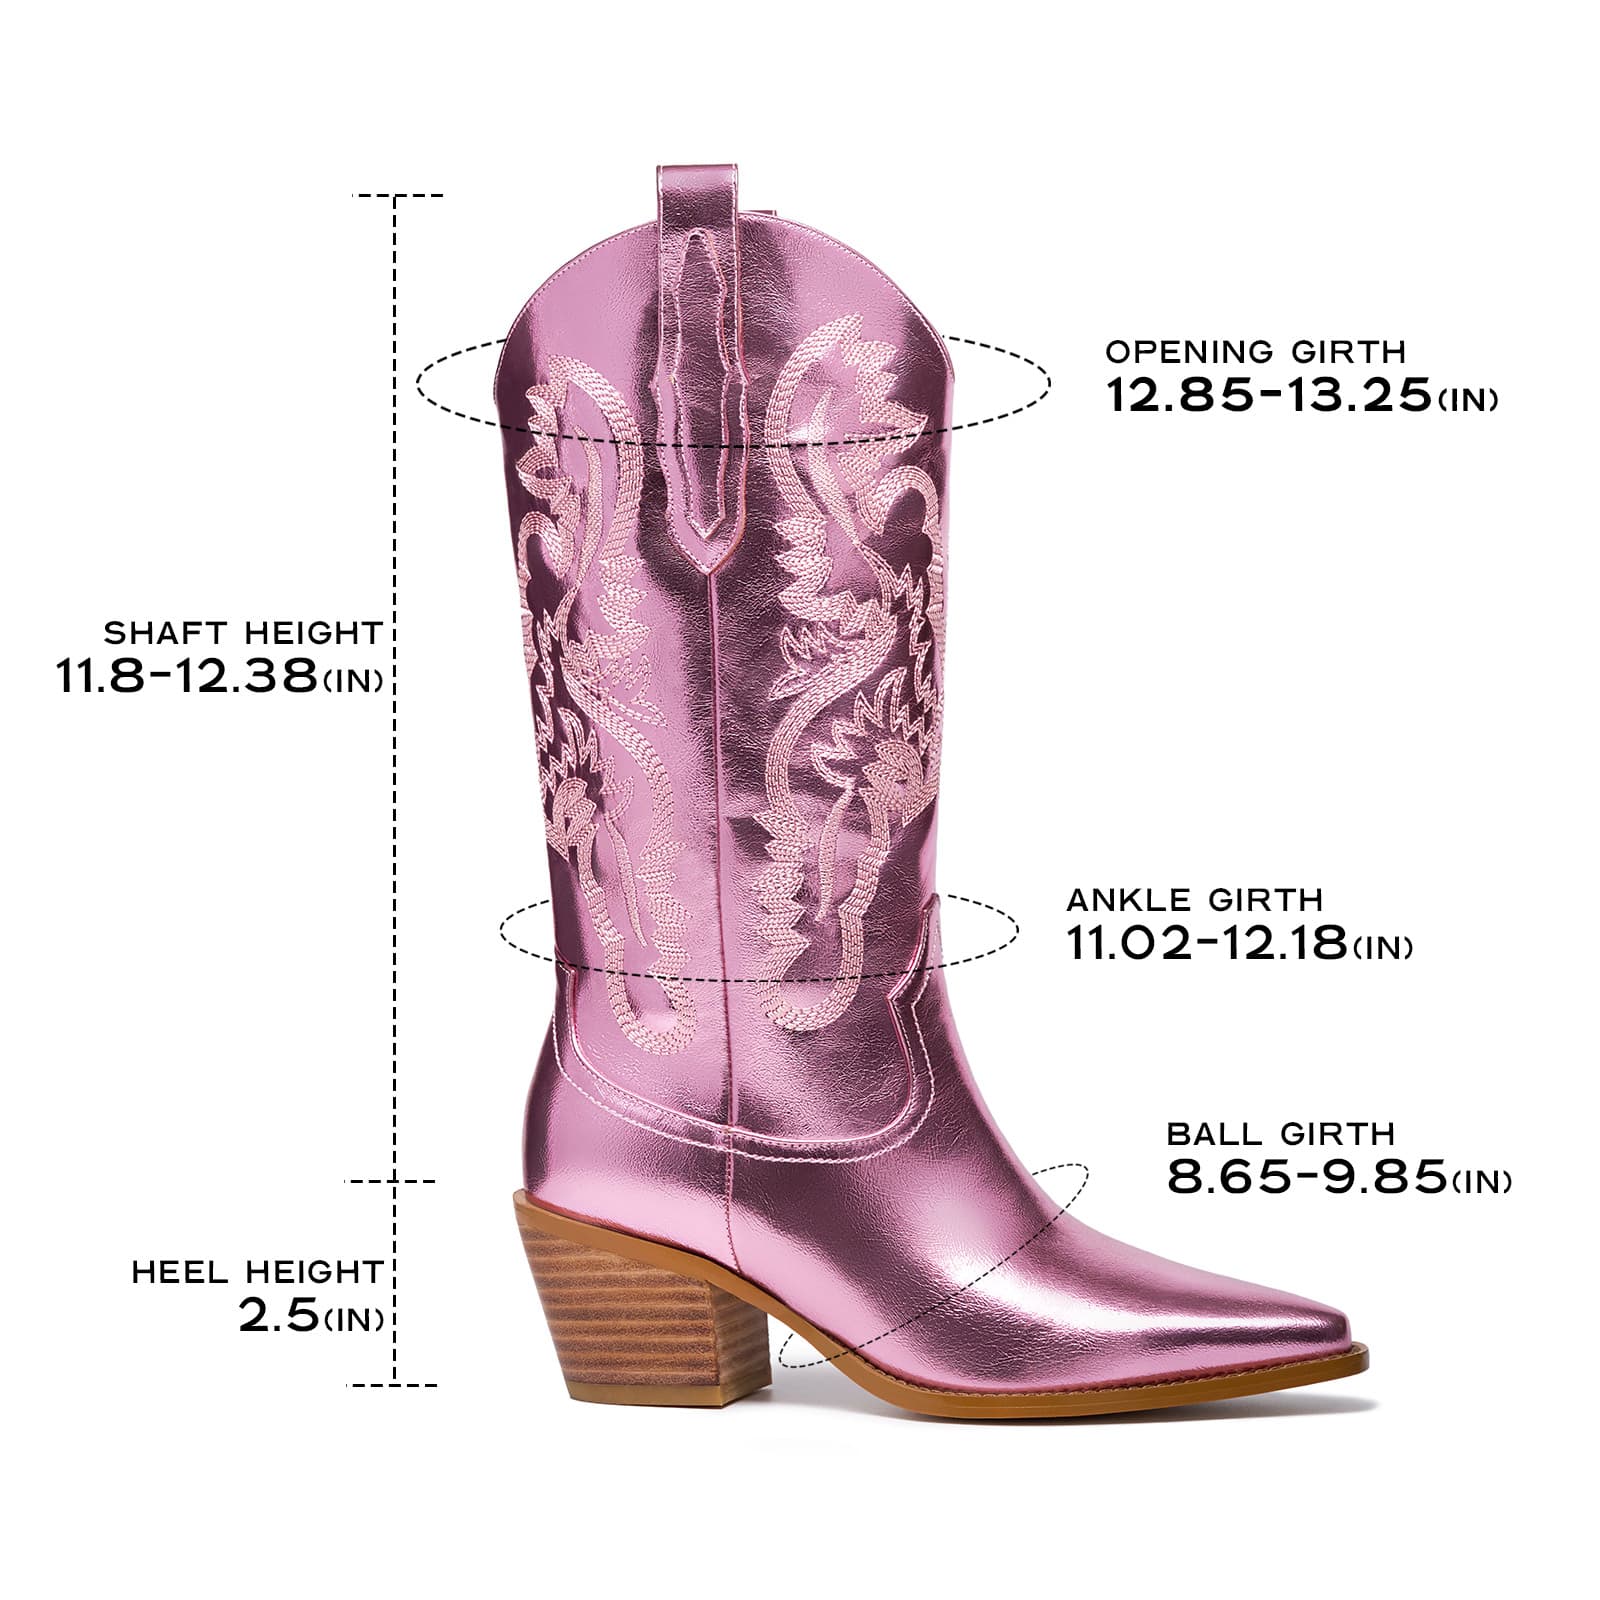 OPENING GIRTH
12.85-13.25(IN)
SHAFT HEIGHT
11.8-12.38(IN)
ANKLE GIRTH
11.02-12.18(IN)
BALL GIRTH
8.65-9.85(IN)
HEEL HEIGHT
2.5(IN)